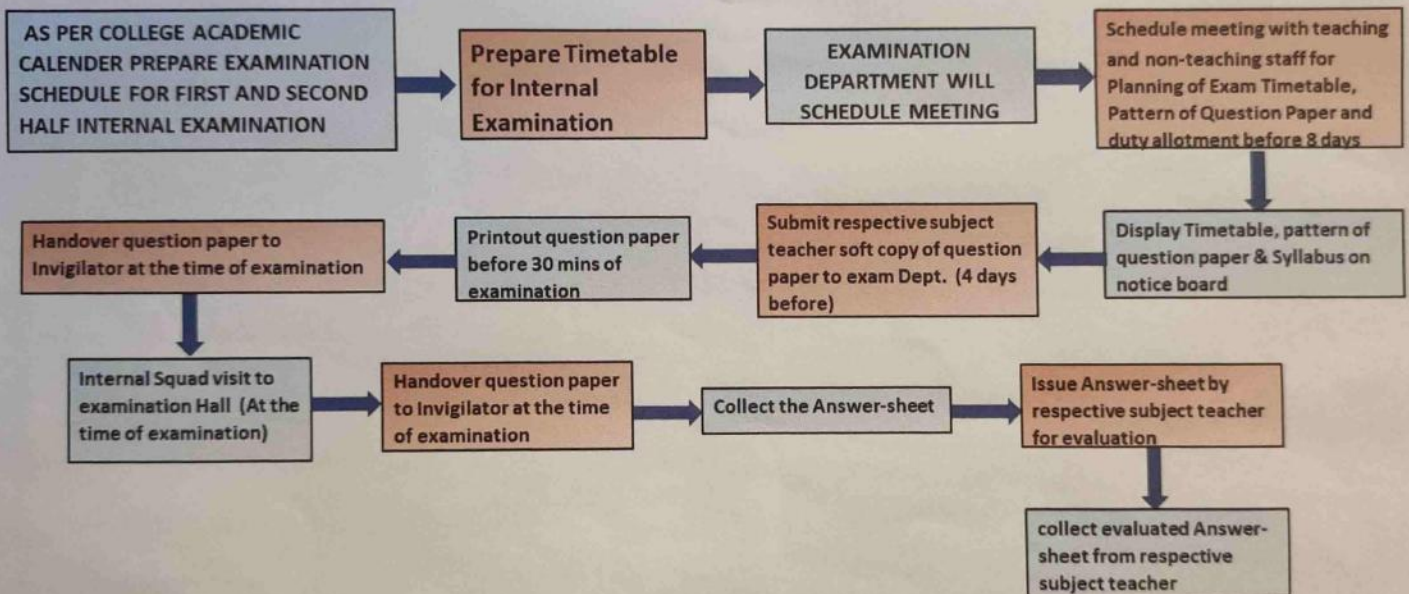 AS PER COLLEGE ACADEMIC
CALENDER PREPARE EXAMINATION
SCHEDULE FOR FIRST AND SECOND
HALF INTERNAL EXAMINATION
Prepare Timetable
for Internal
Examination
EXAMINATION
DEPARTMENT WILL
SCHEDULE MEETING
Schedule meeting with teaching
and non-teaching staff for
Planning of Exam Timetable,
Pattern of Question Paper and
duty allotment before 8 days
Display Timetable, pattern of
question paper & Syllabus on
notice board
Submit respective subject
teacher soft copy of question
paper to exam Dept. (4 days
before)
Printout question paper
before 30 mins of
examination
Handover question paper to
Invigilator at the time of examination
Internal Squad visit to
examination Hall (At the
time of examination)
Handover question paper
to Invigilator at the time
of examination
Collect the Answer-sheet
Issue Answer-sheet by
respective subject teacher
for evaluation
collect evaluated Answer-
sheet from respective
subject teacher